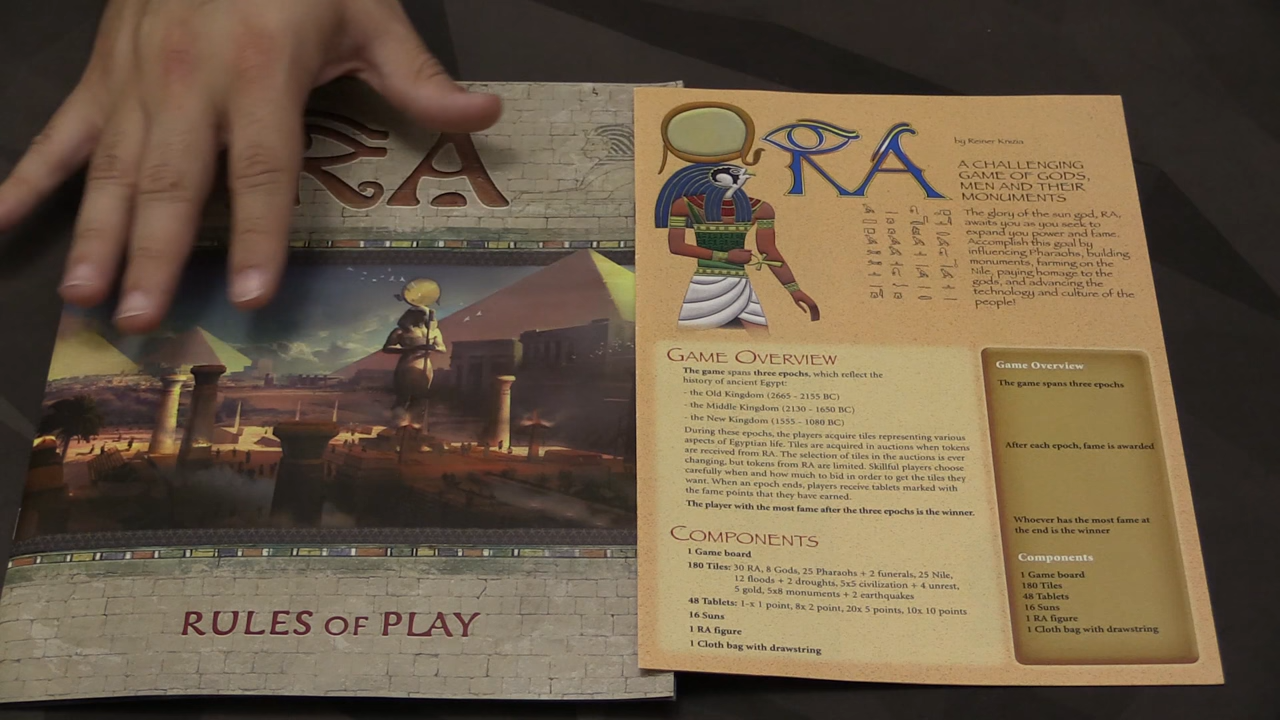 RA
RULES OF PLAY
RA
by Reiner Knizia
A CHALLENGING
GAME OF GODS,
MEN AND THEIR
MONUMENTS
The glory of the sun god, RA,
awaits you as you seek to
expand you power and fame.
Accomplish this goal by
influencing Pharaohs, building
monuments, farming on the
Nile, paying homage to the
gods, and advancing the
technology and culture of the
people!
GAME OVERVIEW
The game spans three epochs, which reflect the
history of ancient Egypt:
- the Old Kingdom (2665 - 2155 BC)
- the Middle Kingdom (2130 - 1650 BC)
- the New Kingdom (1555 - 1080 BC)
During these epochs, the players acquire tiles representing various
aspects of Egyptian life. Tiles are acquired in auctions when tokens
are received from RA. The selection of tiles in the auctions is ever
changing, but tokens from RA are limited. Skillful players choose
carefully when and how much to bid in order to get the tiles they
want. When an epoch ends, players receive tablets marked with
the fame points that they have earned.
The player with the most fame after the three epochs is the winner.
COMPONENTS
1 Game board
180 Tiles: 30 RA, 8 Gods, 25 Pharaohs + 2 funerals, 25 Nile,
12 floods + 2 droughts, 5x5 civilization + 4 unrest,
5 gold, 5x8 monuments + 2 earthquakes
48 Tablets: 1 point, 8x 2 point, 20x 5 points, 10x 10 points
16 Suns
1 RA figure
1 Cloth bag with drawstring
Game Overview
The game spans three epochs
After each epoch, fame is awarded
Whoever has the most fame at
the end is the winner
Components
1 Game board
180 Tiles
48 Tablets
16 Suns
1 RA figure
1 Cloth bag with drawstring